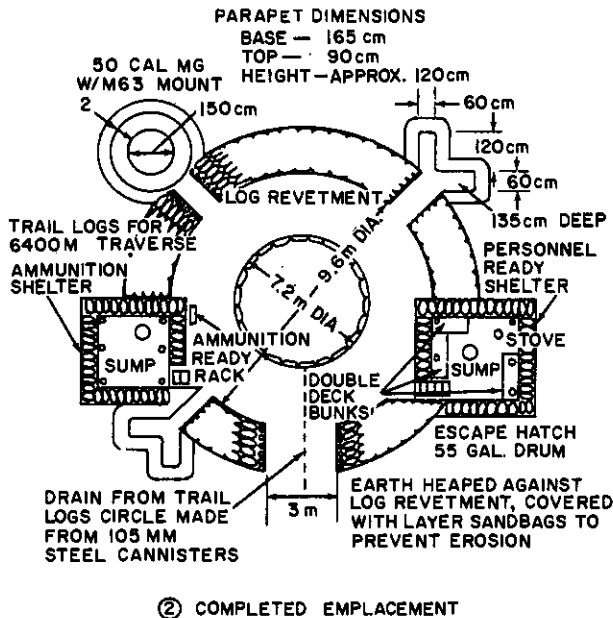 PARAPET DIMENSIONS
BASE — 165 cm
TOP — 90cm
HEIGHT—APPROX. 120cm
50 CAL MG
W/M63 MOUNT
2
150cm
60cm
120cm
60cm
135cm DEEP
LOG REVETMENT
TRAIL LOGS FOR
6400M TRAVERSE
AMMUNITION
SHELTER
9.6m DIA.
7.2m DIA
PERSONNEL
READY
SHELTER
AMMUNITION
READY
RACK
SUMP
STOVE
SUMP
DOUBLE
DECK
BUNKS
ESCAPE HATCH
55 GAL. DRUM
DRAIN FROM TRAIL
LOGS CIRCLE MADE
FROM 105 MM
STEEL CANNISTERS
3 m
EARTH HEAPED AGAINST
LOG REVETMENT, COVERED
WITH LAYER SANDBAGS TO
PREVENT EROSION
② COMPLETED EMPLACEMENT